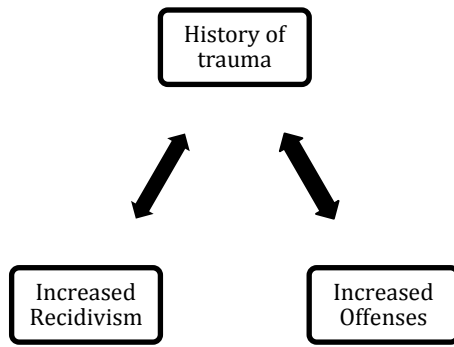 History of
trauma
Increased
Recidivism
Increased
Offenses